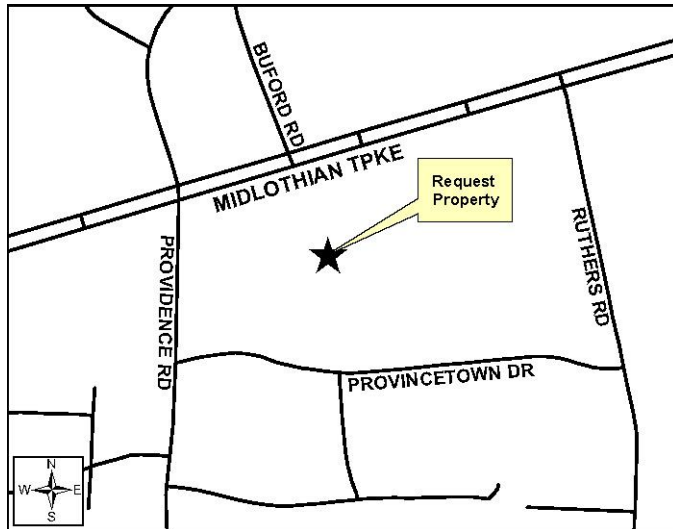 BUFORD RD
MIDLOTHIAN TPKE
Request
Property
PROVIDENCE RD
RUTHERS RD
PROVINCETOWN DR
N
W E
S